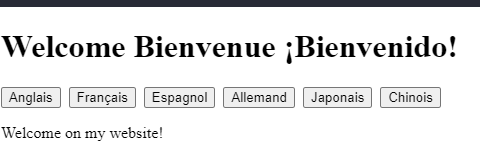 Welcome Bienvenue ¡Bienvenido!
Anglais Français Espagnol Allemand Japonais Chinois
Welcome on my website!